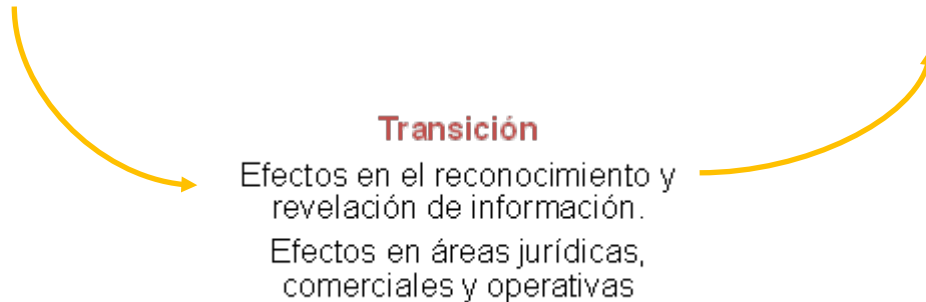 Transición
Efectos en el reconocimiento y
revelación de información.
Efectos en áreas jurídicas,
comerciales y operativas